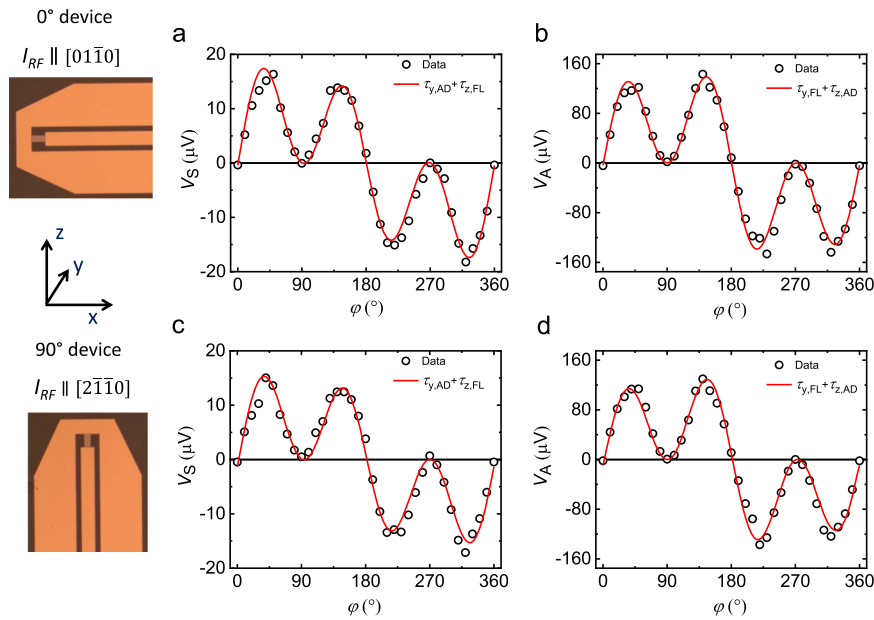 0° device
I_RF ∥ [011̅0]
z
y
x
90° device
I_RF ∥ [21̅1̅0]
a
V_S (μV)
20
10
0
-10
-20
Data
τ_y,AD+τ_z,FL
0 90 180 270 360
φ (°)
b
V_A (μV)
160
80
0
-80
-160
Data
τ_y,FL+τ_z,AD
0 90 180 270 360
φ (°)
c
V_S (μV)
20
10
0
-10
-20
Data
τ_y,AD+τ_z,FL
0 90 180 270 360
φ (°)
d
V_A (μV)
160
80
0
-80
-160
Data
τ_y,FL+τ_z,AD
0 90 180 270 360
φ (°)